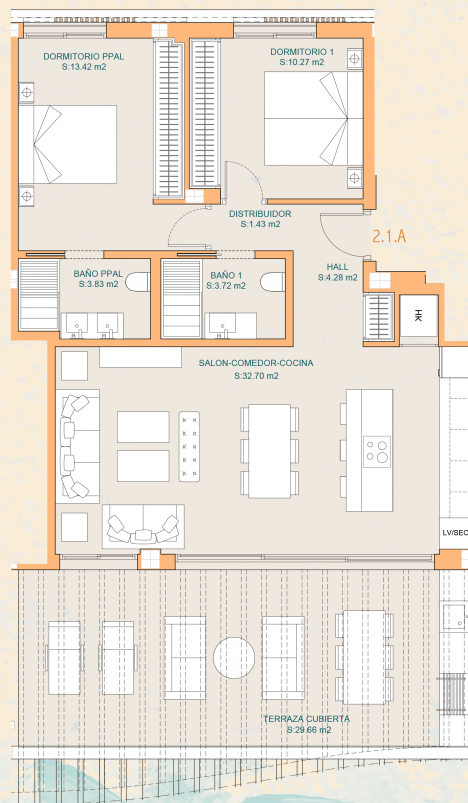 DORMITORIO PPAL
S:13.42 m2
DORMITORIO 1
S:10.27 m2
DISTRIBUIDOR
S:1.43 m2
2.1.A
HALL
S:4.28 m2
BAÑO PPAL
S:3.83 m2
BAÑO 1
S:3.72 m2
HK
SALON-COMEDOR-COCINA
S:32.70 m2
LV/SEC
TERRAZA CUBIERTA
S:29.66 m2